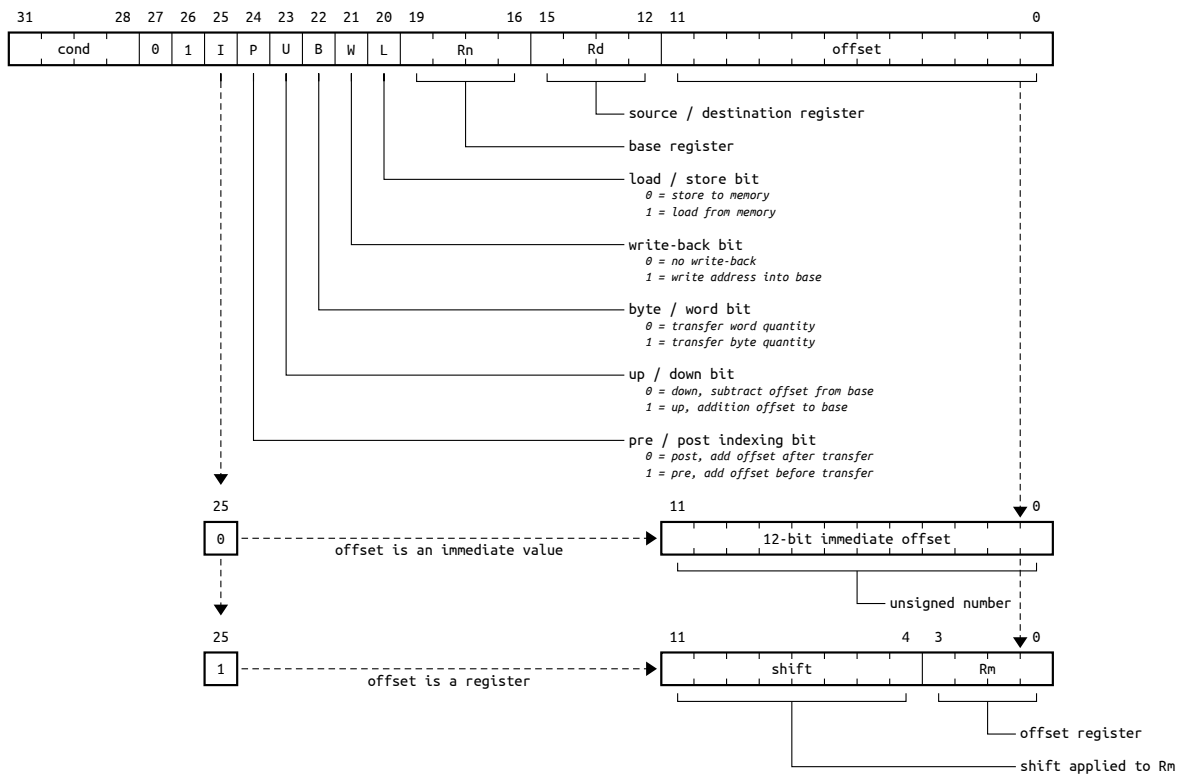 31 28 27 26 25 24 23 22 21 20 19 16 15 12 11 0
cond 0 1 I P U B W L Rn Rd offset
source / destination register
base register
load / store bit
0 = store to memory
1 = load from memory
write-back bit
0 = no write-back
1 = write address into base
byte / word bit
0 = transfer word quantity
1 = transfer byte quantity
up / down bit
0 = down, subtract offset from base
1 = up, addition offset to base
pre / post indexing bit
0 = post, add offset after transfer
1 = pre, add offset before transfer
25 11 0
0 12-bit immediate offset
offset is an immediate value
unsigned number
25 11 4 3 0
1 shift Rm
offset is a register
offset register
shift applied to Rm